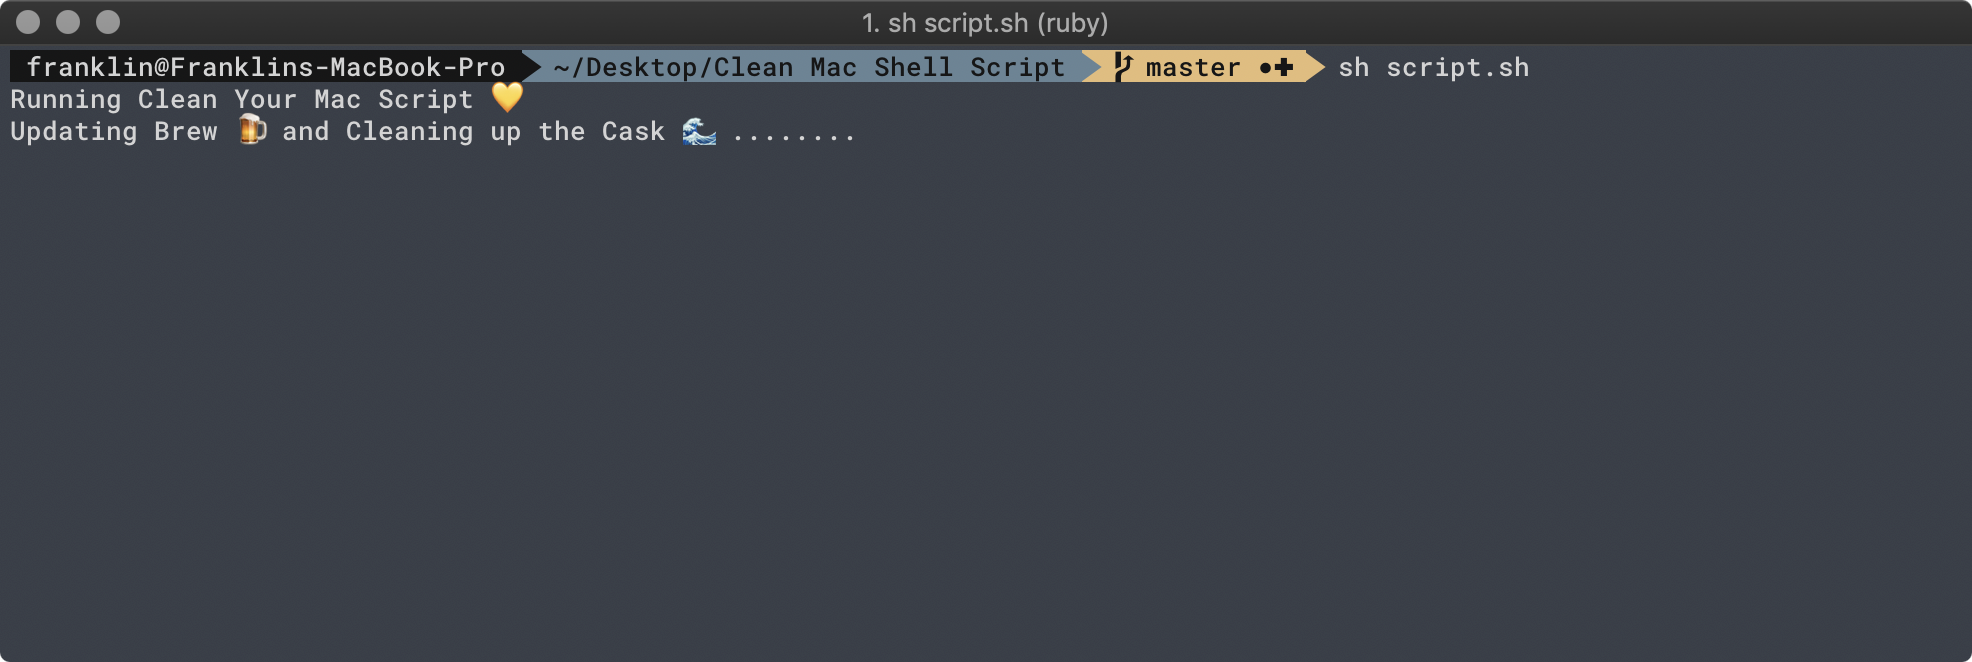 1. sh script.sh (ruby)
franklin@Franklins-MacBook-Pro ~/Desktop/Clean Mac Shell Script master ●✚ sh script.sh
Running Clean Your Mac Script 💛
Updating Brew 🍺 and Cleaning up the Cask 🌊 ........